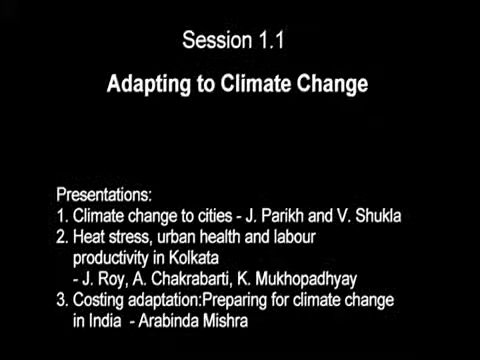 Session 1.1
Adapting to Climate Change
Presentations:
1. Climate change to cities - J. Parikh and V. Shukla
2. Heat stress, urban health and labour
productivity in Kolkata
- J. Roy, A. Chakrabarti, K. Mukhopadhyay
3. Costing adaptation:Preparing for climate change
in India - Arabinda Mishra